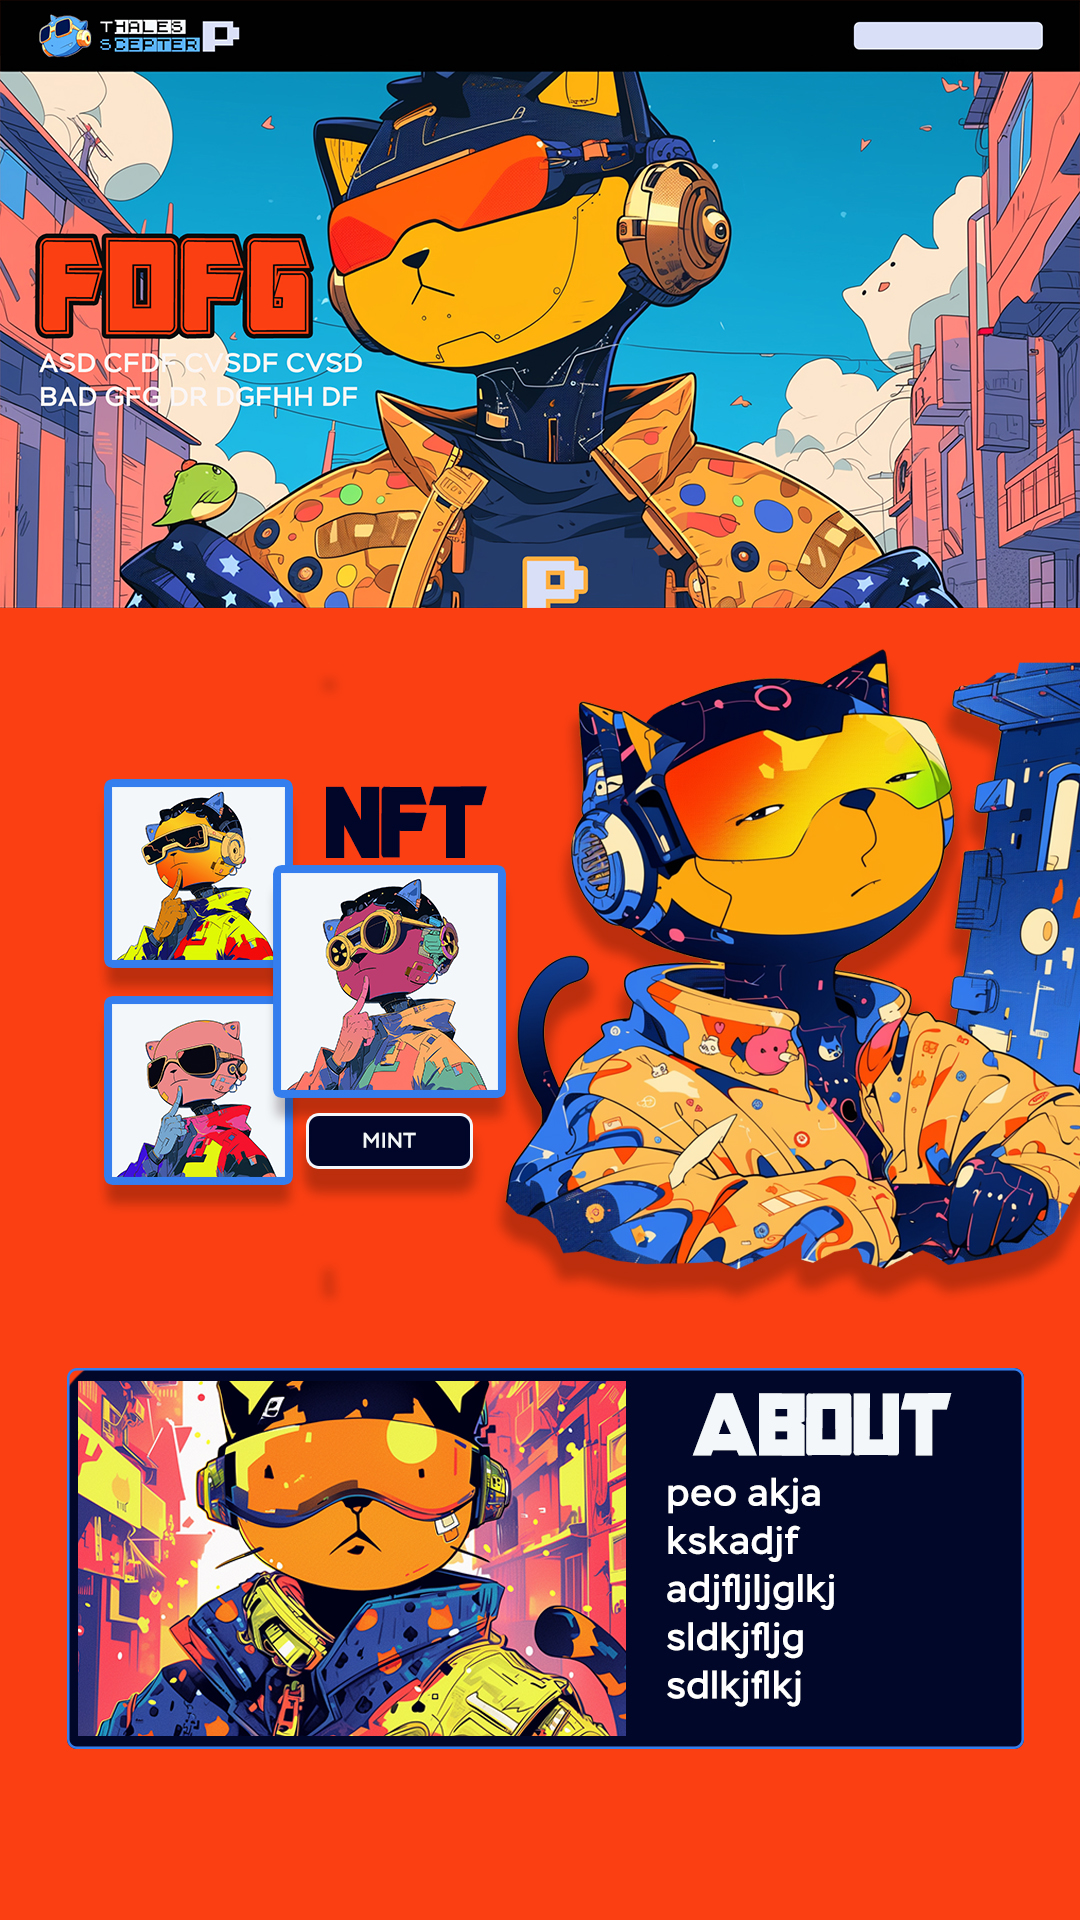 THALES
SCEPTER P
FOFG
ASD CFDF CVSDF CVSD
BAD GFG DR DGFHH DF
P
NFT
MINT
ABOUT
peo akja
kskadjf
adjfljljglkj
sldkjfljg
sdlkjflkj